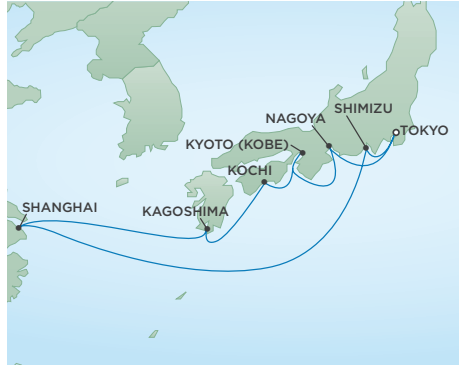 SHIMIZU
NAGOYA
TOKYO
KYOTO (KOBE)
KOCHI
SHANGHAI
KAGOSHIMA